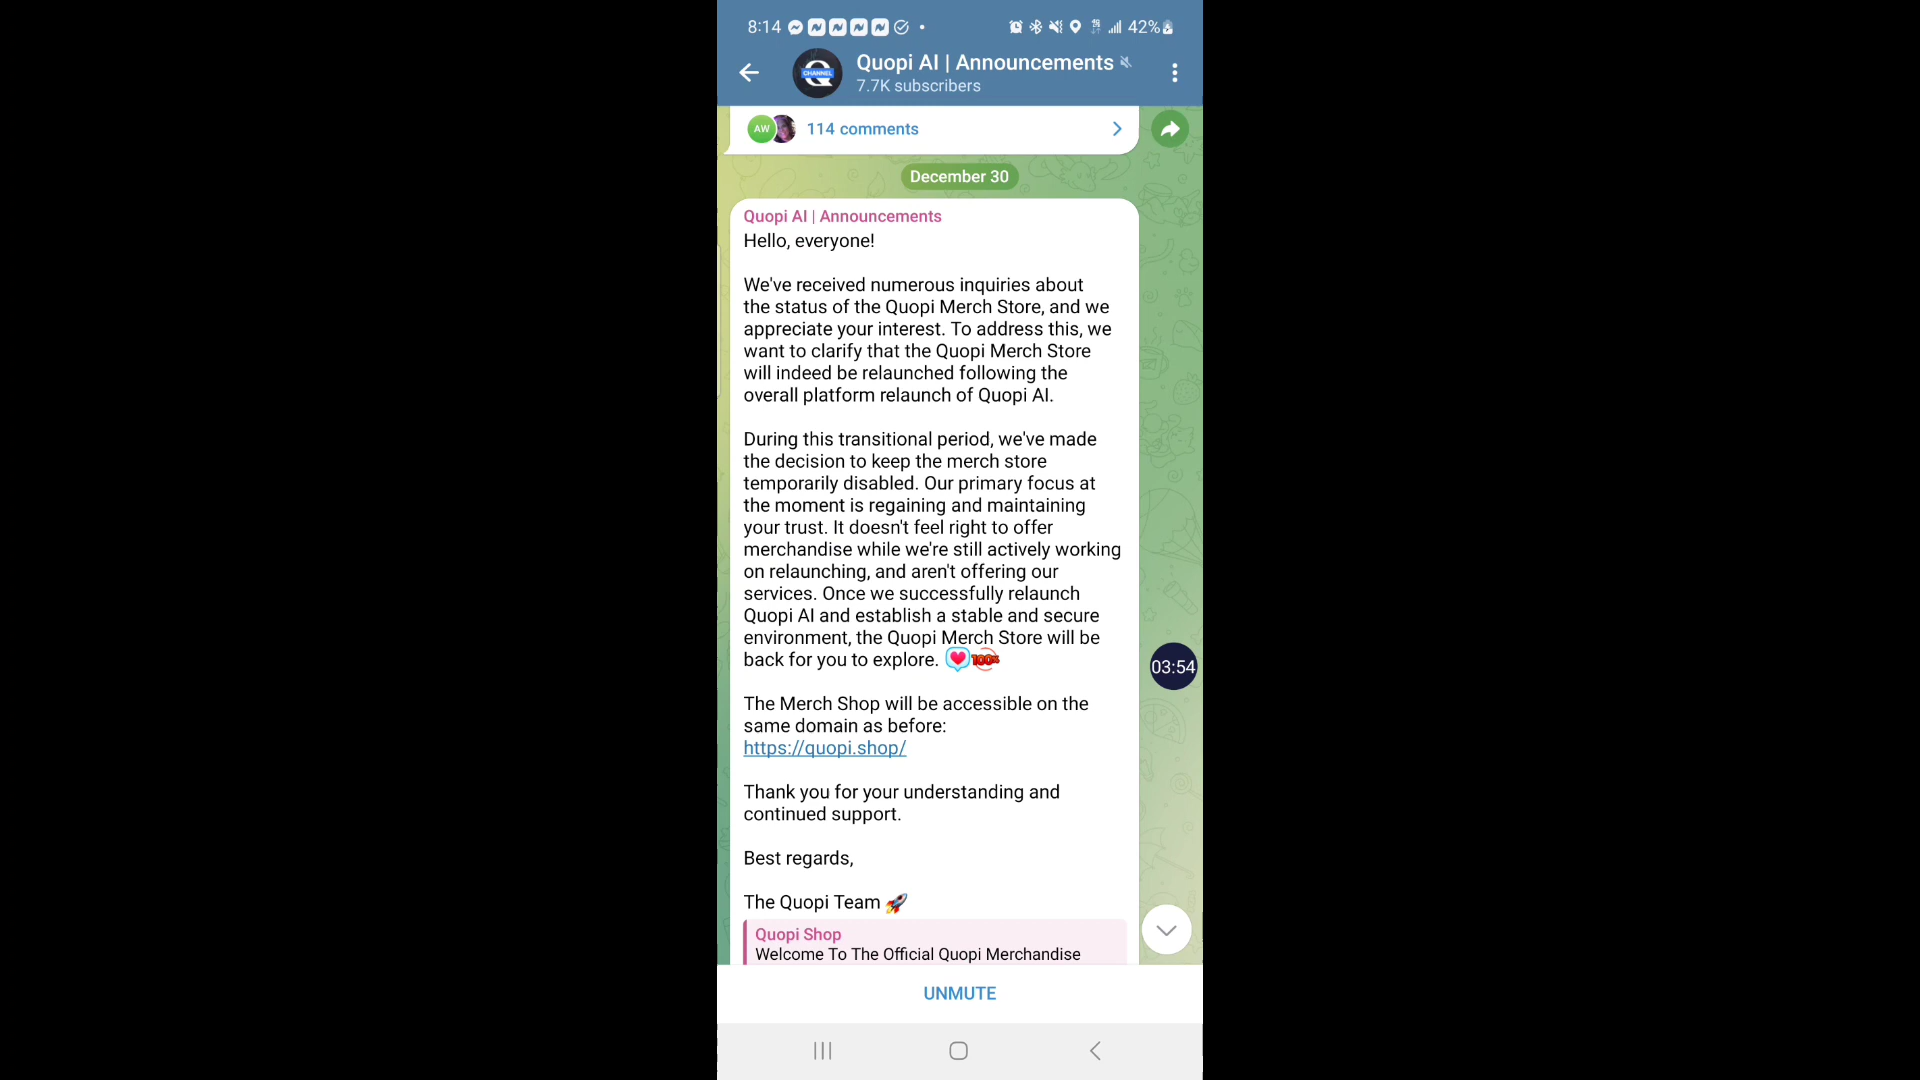 8:14
42%
Quopi AI | Announcements
7.7K subscribers
CHANNEL
AW
114 comments
December 30
Quopi AI | Announcements
Hello, everyone!
We've received numerous inquiries about
the status of the Quopi Merch Store, and we
appreciate your interest. To address this, we
want to clarify that the Quopi Merch Store
will indeed be relaunched following the
overall platform relaunch of Quopi AI.
During this transitional period, we've made
the decision to keep the merch store
temporarily disabled. Our primary focus at
the moment is regaining and maintaining
your trust. It doesn't feel right to offer
merchandise while we're still actively working
on relaunching, and aren't offering our
services. Once we successfully relaunch
Quopi AI and establish a stable and secure
environment, the Quopi Merch Store will be
back for you to explore. 100%
03:54
The Merch Shop will be accessible on the
same domain as before:
https://quopi.shop/
Thank you for your understanding and
continued support.
Best regards,
The Quopi Team
Quopi Shop
Welcome To The Official Quopi Merchandise
UNMUTE